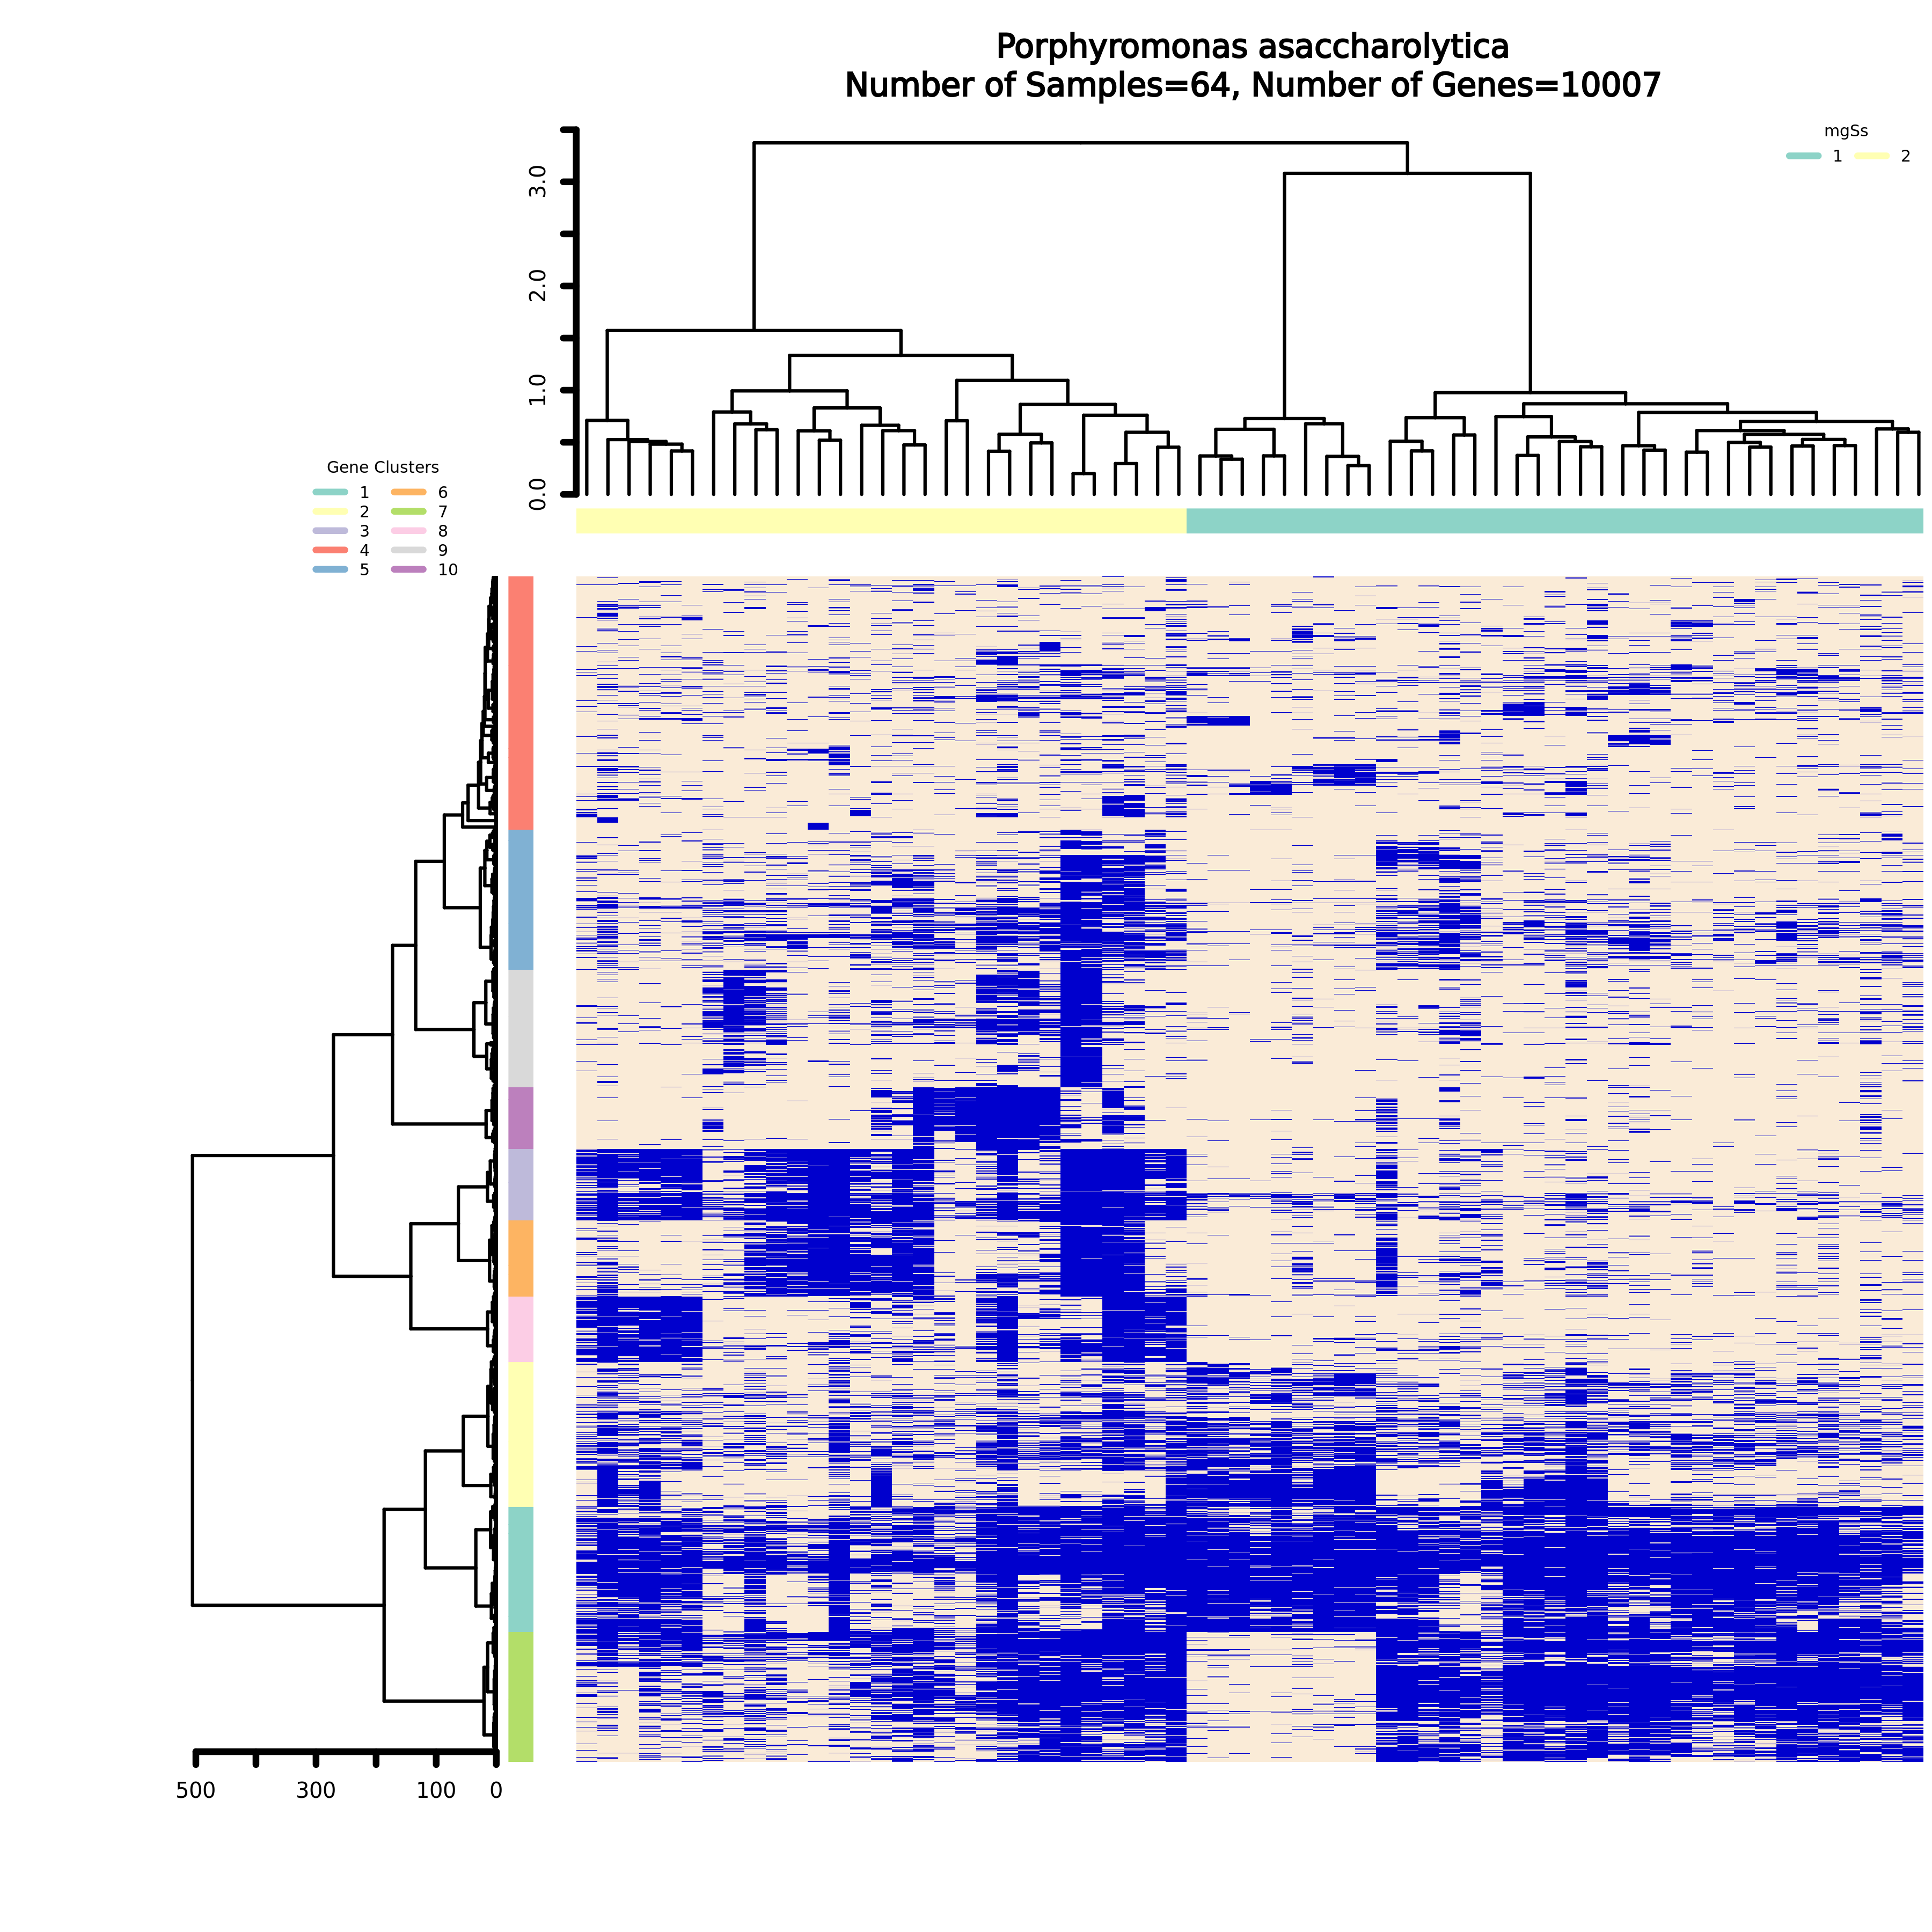 Porphyromonas asaccharolytica
Number of Samples=64, Number of Genes=10007
mgSs
1 2
3.0
2.0
1.0
0.0
Gene Clusters
1 6
2 7
3 8
4 9
5 10
500 300 100 0